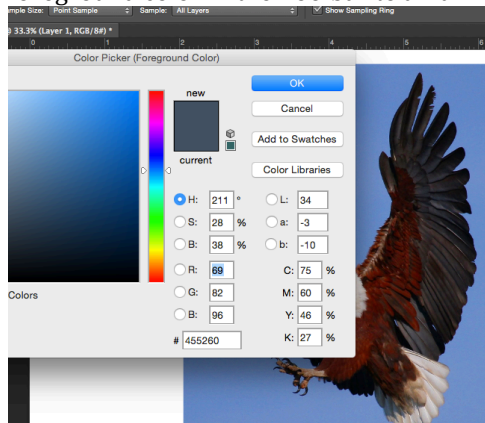 mple Size: Point Sample Sample: All Layers Show Sampling Ring
@ 33.3% (Layer 1, RGB/8#) *
0 1 2 3 4 5 6
Color Picker (Foreground Color)
new
current
OK
Cancel
Add to Swatches
Color Libraries
H: 211 ° L: 34
S: 28 % a: -3
B: 38 % b: -10
R: 69 C: 75 %
G: 82 M: 60 %
B: 96 Y: 46 %
# 455260 K: 27 %
Colors